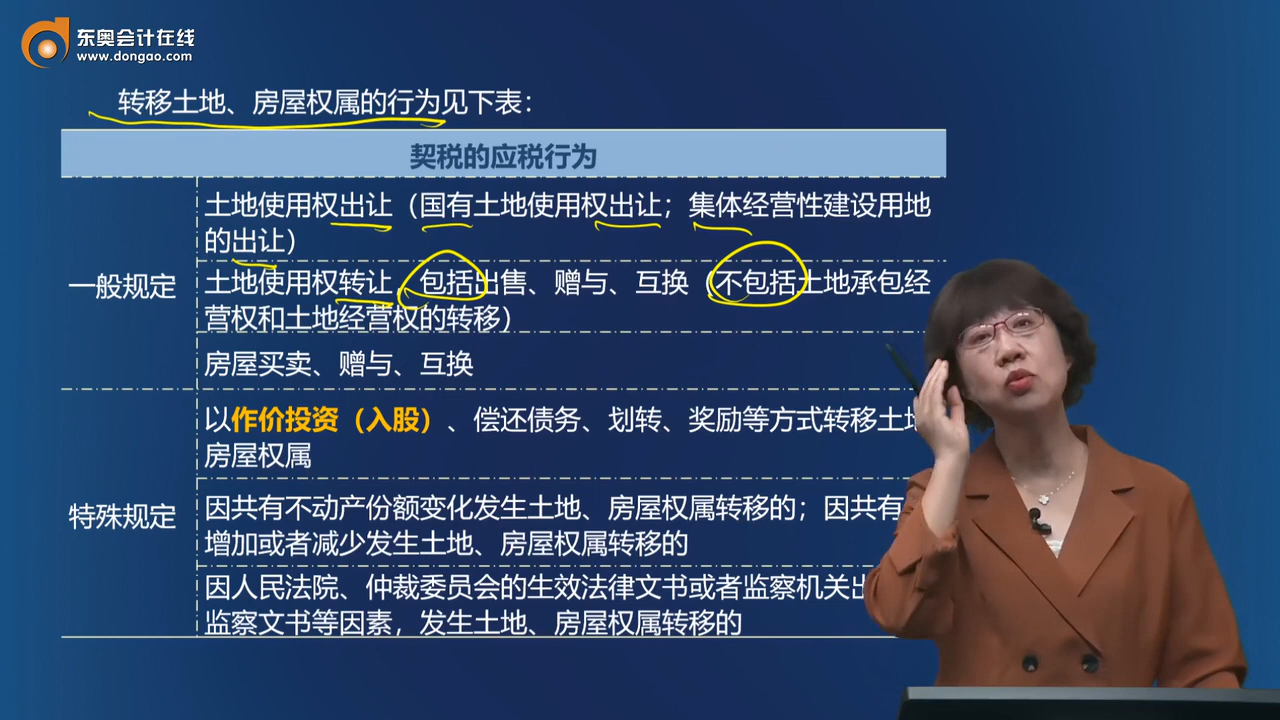 东奥会计在线
www.dongao.com
转移土地、房屋权属的行为见下表：
契税的应税行为
一般规定
土地使用权出让（国有土地使用权出让；集体经营性建设用地
的出让）
土地使用权转让，包括出售、赠与、互换（不包括土地承包经
营权和土地经营权的转移）
房屋买卖、赠与、互换
特殊规定
以作价投资（入股）、偿还债务、划转、奖励等方式转移土地
房屋权属
因共有不动产份额变化发生土地、房屋权属转移的；因共有
增加或者减少发生土地、房屋权属转移的
因人民法院、仲裁委员会的生效法律文书或者监察机关出
监察文书等因素，发生土地、房屋权属转移的